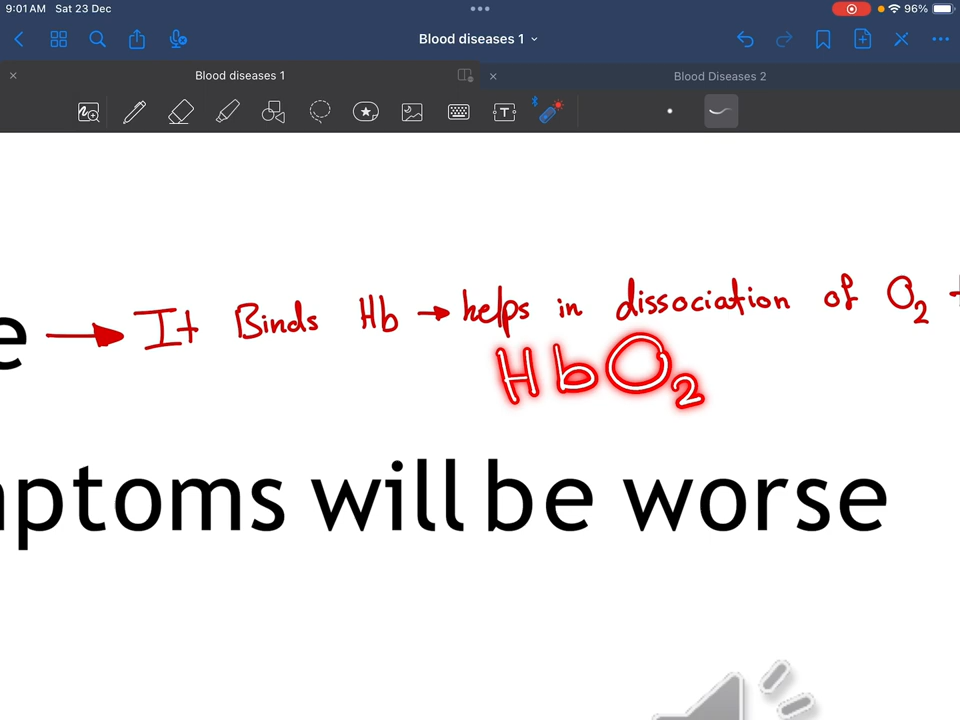 9:01 AM Sat 23 Dec
96%
Blood diseases 1
Blood diseases 1
Blood Diseases 2
T
e → It Binds Hb → helps in dissociation of O2
HbO2
ptoms will be worse